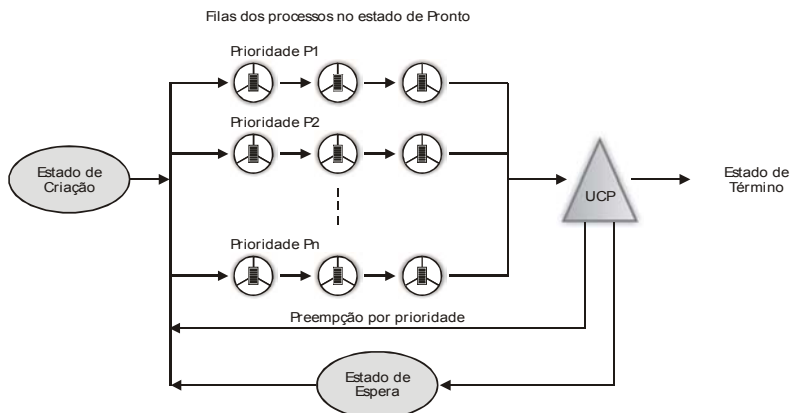 Filas dos processos no estado de Pronto
Prioridade P1
Prioridade P2
Estado de
Criação
UCP
Estado de
Término
Prioridade Pn
Preempção por prioridade
Estado de
Espera